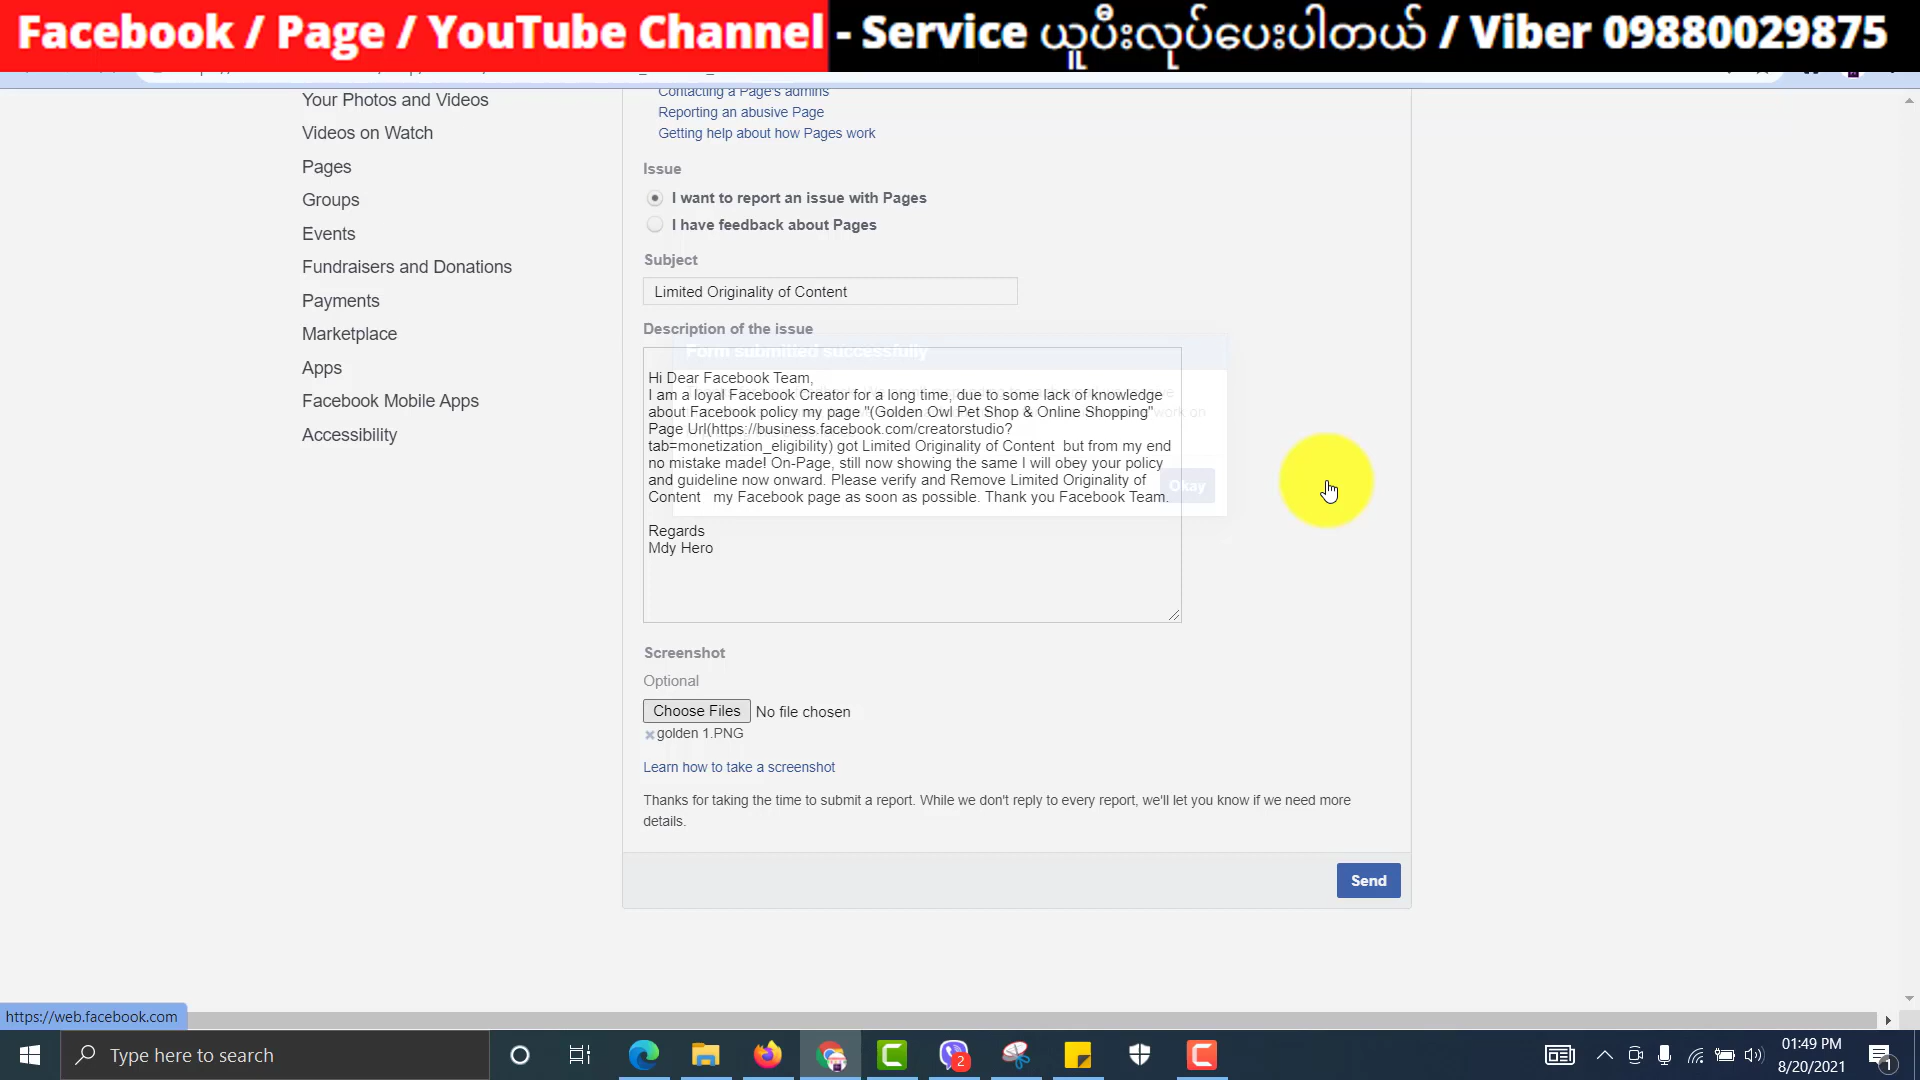 Facebook / Page / YouTube Channel - Service ယူပီးလုပ်ပေးပါတယ် / Viber 09880029875
Contacting a Page's admins
Your Photos and Videos
Reporting an abusive Page
Videos on Watch
Getting help about how Pages work
Pages
Issue
Groups
I want to report an issue with Pages
I have feedback about Pages
Events
Subject
Fundraisers and Donations
Limited Originality of Content
Payments
Description of the issue
Marketplace
Form submitted successfully
Apps
Hi Dear Facebook Team,
I am a loyal Facebook Creator for a long time, due to some lack of knowledge
Facebook Mobile Apps
about Facebook policy my page "(Golden Owl Pet Shop & Online Shopping"
work on
Page Url(https://business.facebook.com/creatorstudio?
Accessibility
tab=monetization_eligibility) got Limited Originality of Content but from my end
no mistake made! On-Page, still now showing the same I will obey your policy
and guideline now onward. Please verify and Remove Limited Originality of
Okay
Content my Facebook page as soon as possible. Thank you Facebook Team.
Regards
Mdy Hero
Screenshot
Optional
Choose Files No file chosen
golden 1.PNG
Learn how to take a screenshot
Thanks for taking the time to submit a report. While we don't reply to every report, we'll let you know if we need more
details.
Send
https://web.facebook.com
Type here to search
2
01:49 PM
8/20/2021
1